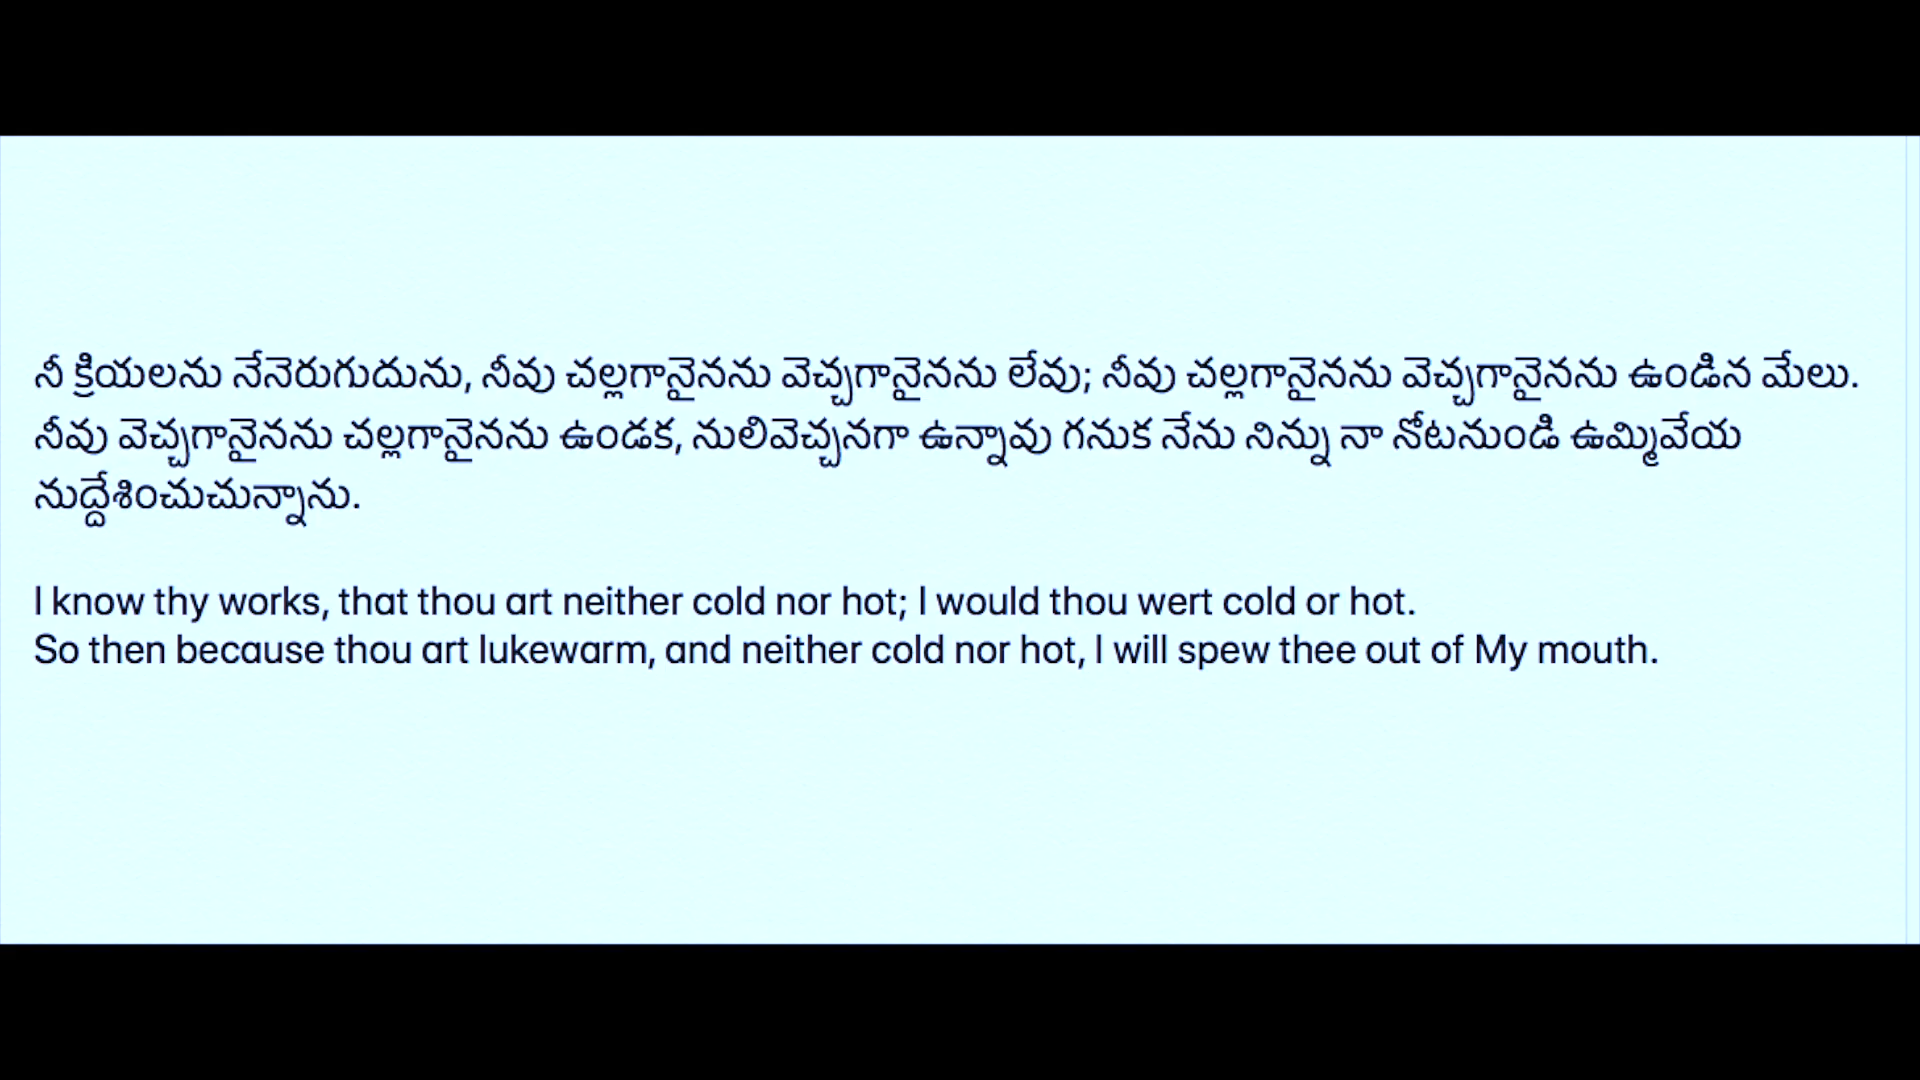 నీ క్రియలను నేనెరుగుదును, నీవు చల్లగానైనను వెచ్చగానైనను లేవు; నీవు చల్లగానైనను వెచ్చగానైనను ఉండిన మేలు.
నీవు వెచ్చగానైనను చల్లగానైనను ఉండక, నులివెచ్చనగా ఉన్నావు గనుక నేను నిన్ను నా నోటనుండి ఉమ్మివేయ
నుద్దేశించుచున్నాను.
I know thy works, that thou art neither cold nor hot; I would thou wert cold or hot.
So then because thou art lukewarm, and neither cold nor hot, I will spew thee out of My mouth.